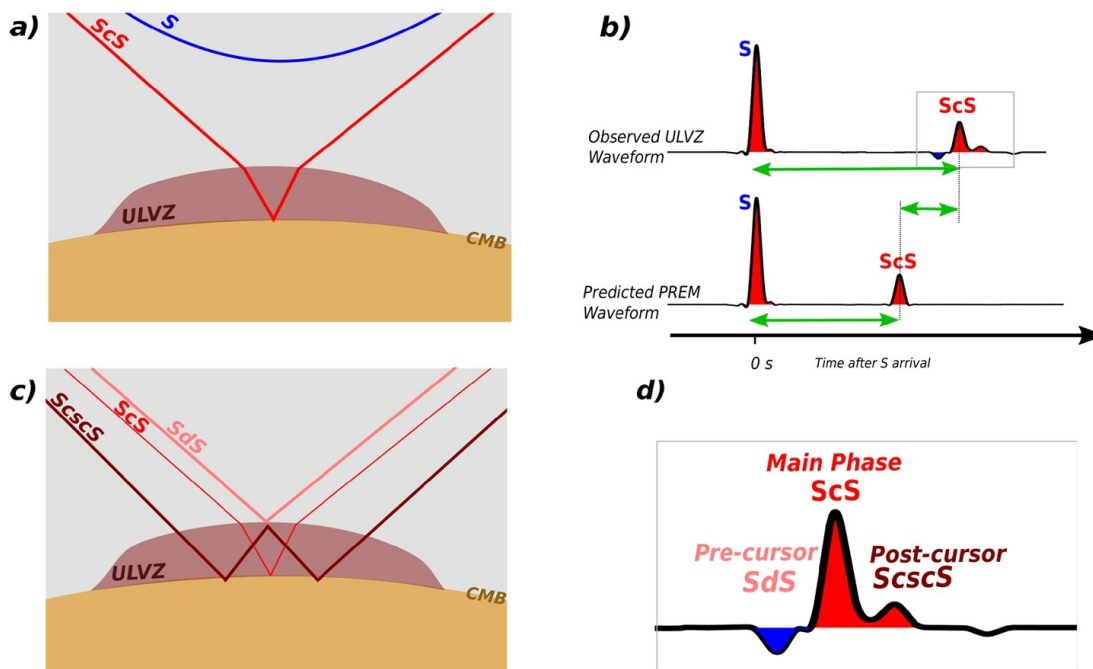 a)
ScS
S
ULVZ
CMB
b)
S
ScS
Observed ULVZ
Waveform
S
ScS
Predicted PREM
Waveform
0 s
Time after S arrival
c)
ScscS
ScS
SdS
ULVZ
CMB
d)
Main Phase
ScS
Pre-cursor
SdS
Post-cursor
ScscS